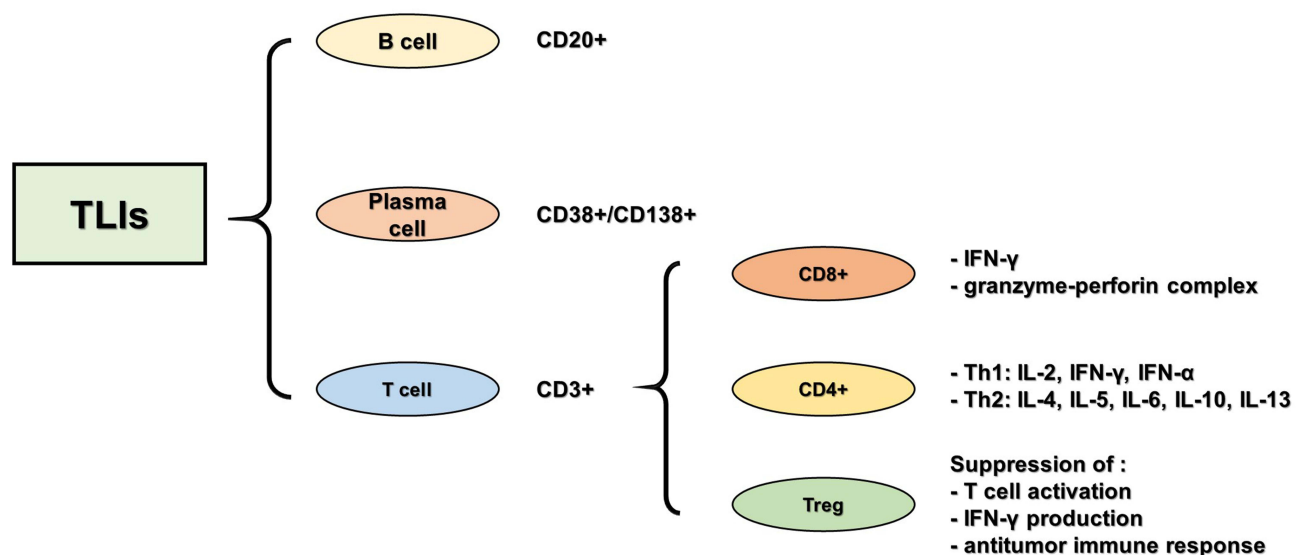 TLIs
B cell
CD20+
Plasma
cell
CD38+/CD138+
T cell
CD3+
CD8+
- IFN-γ
- granzyme-perforin complex
CD4+
- Th1: IL-2, IFN-γ, IFN-α
- Th2: IL-4, IL-5, IL-6, IL-10, IL-13
Treg
Suppression of :
- T cell activation
- IFN-γ production
- antitumor immune response